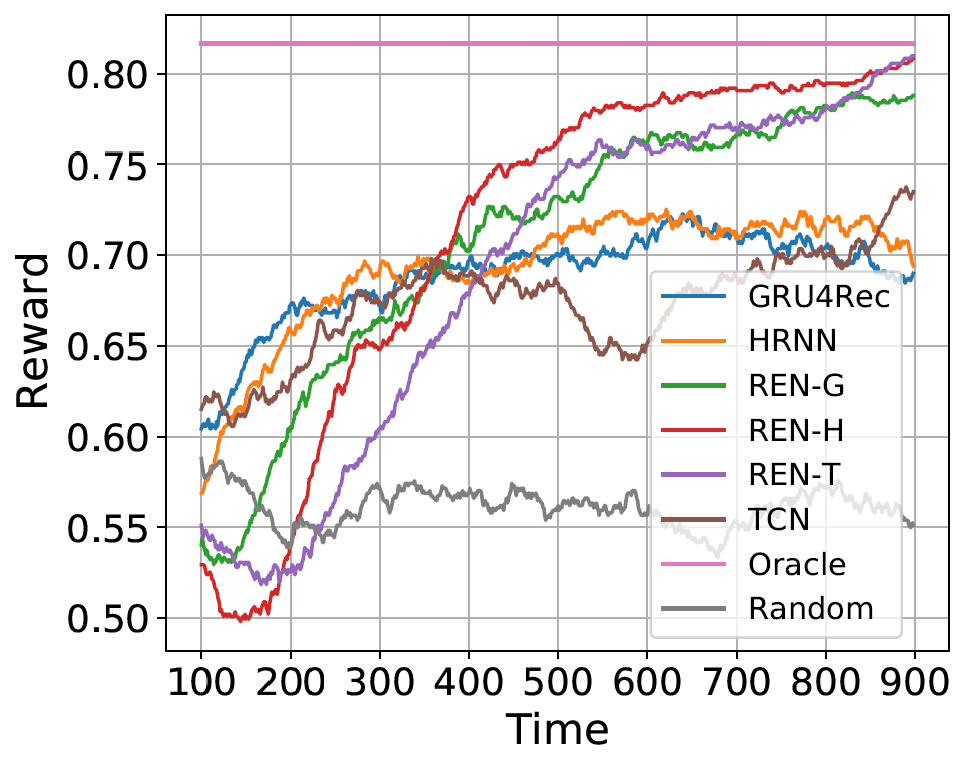 Reward
0.80
0.75
0.70
0.65
0.60
0.55
0.50
GRU4Rec
HRNN
REN-G
REN-H
REN-T
TCN
Oracle
Random
100 200 300 400 500 600 700 800 900
Time